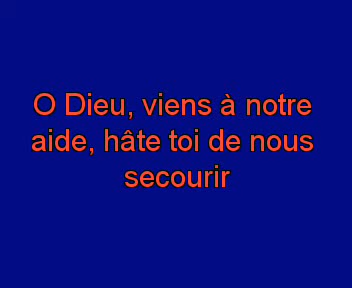 O Dieu, viens à notre
aide, hâte toi de nous
secourir